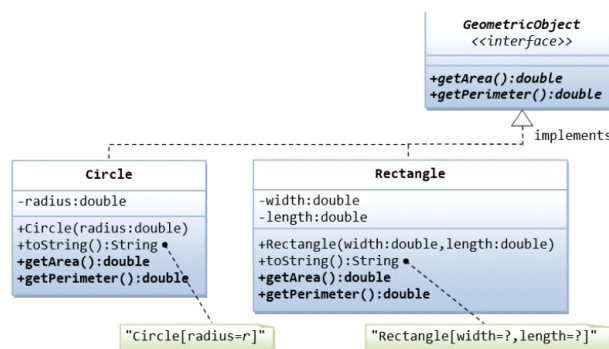 GeometricObject
<<interface>>
+getArea():double
+getPerimeter():double
implements
Circle
-radius:double
+Circle(radius:double)
+toString():String
+getArea():double
+getPerimeter():double
Rectangle
-width:double
-length:double
+Rectangle(width:double,length:double)
+toString():String
+getArea():double
+getPerimeter():double
"Circle[radius=r]"
"Rectangle[width=?,length=?]"